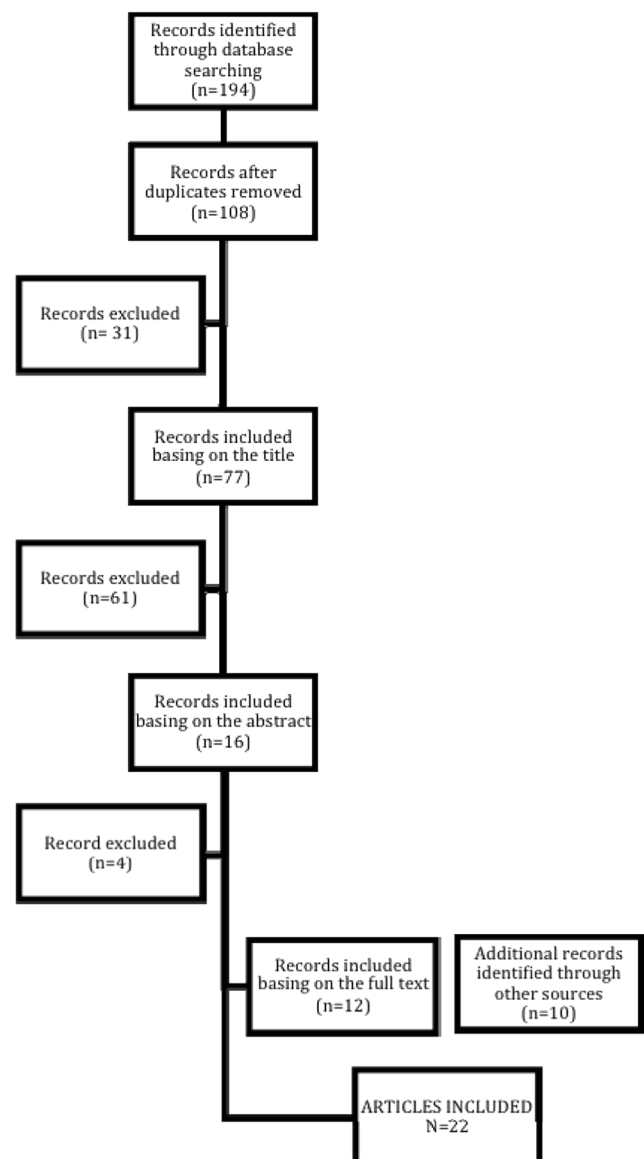 Records identified
through database
searching
(n=194)
Records after
duplicates removed
(n=108)
Records excluded
(n= 31)
Records included
basing on the title
(n=77)
Records excluded
(n=61)
Records included
basing on the abstract
(n=16)
Record excluded
(n=4)
Records included
basing on the full text
(n=12)
Additional records
identified through
other sources
(n=10)
ARTICLES INCLUDED
N=22